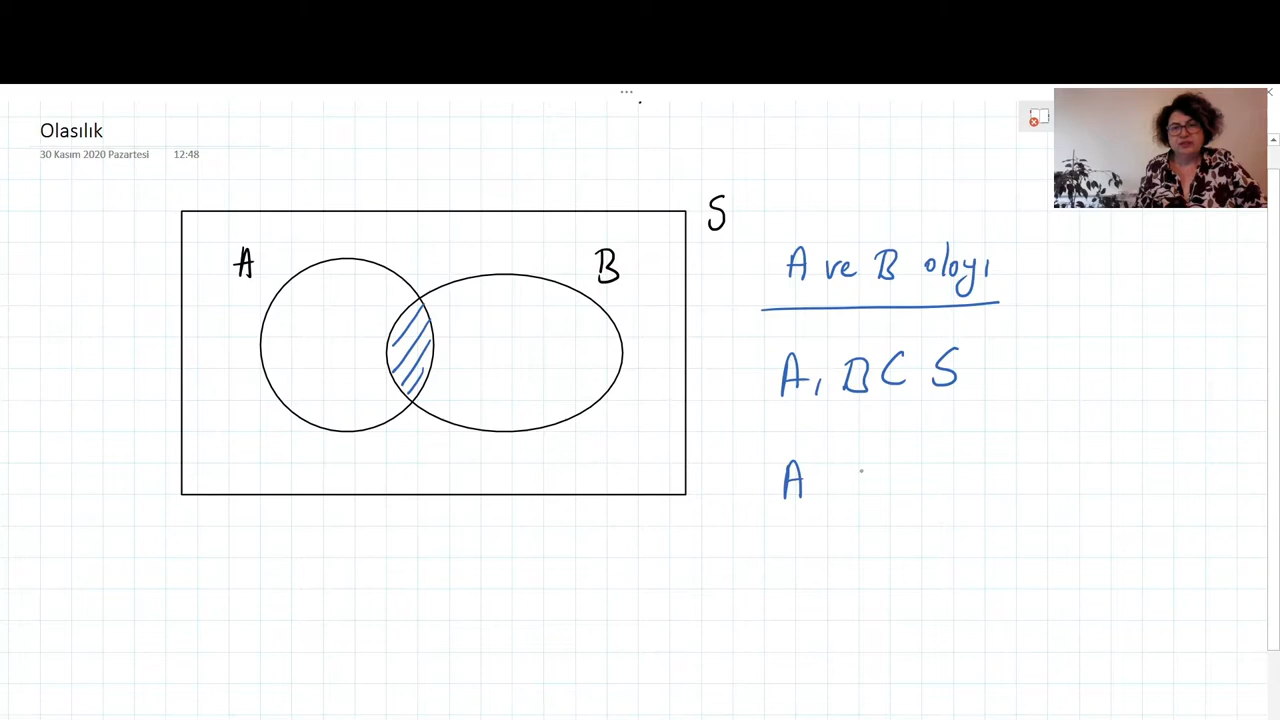 Olasılık
30 Kasım 2020 Pazartesi 12:48
S
A
B
A ve B olayı
A, B ⊂ S
A